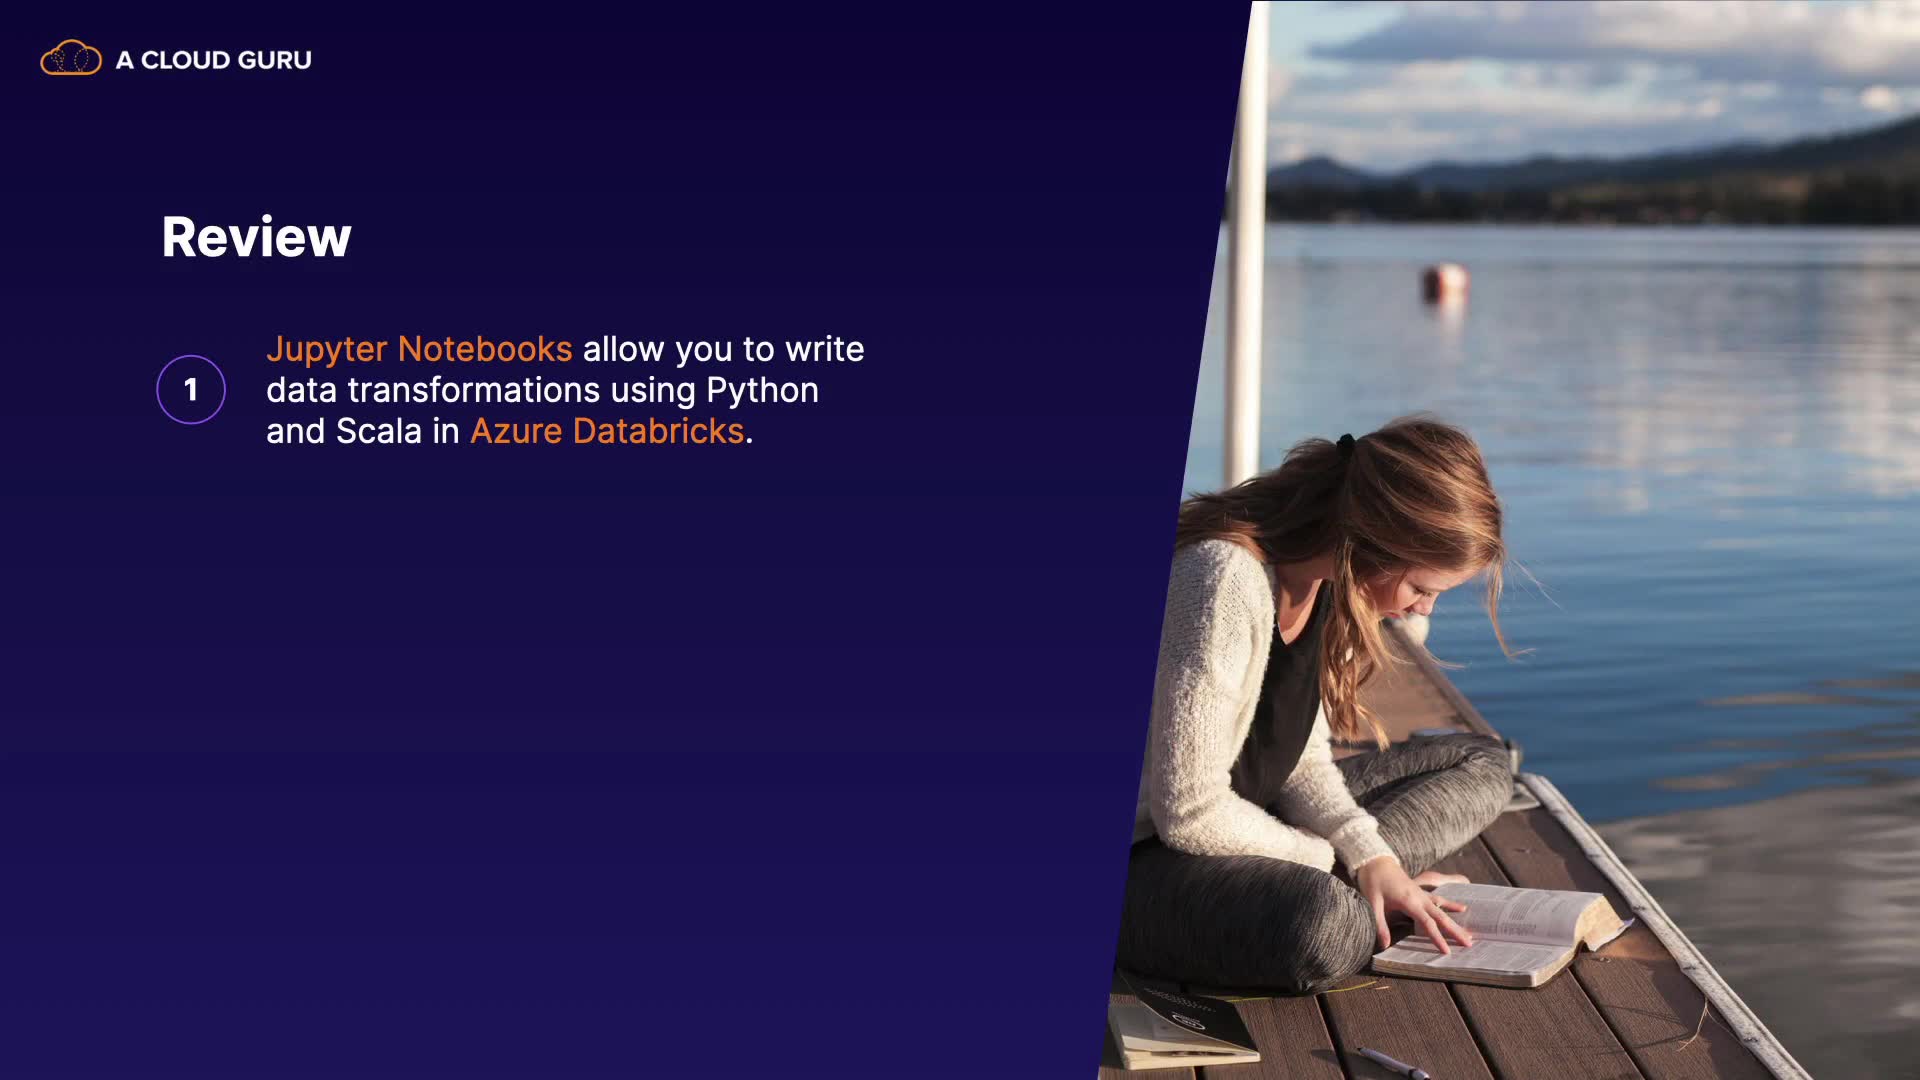 A CLOUD GURU
Review
1
Jupyter Notebooks allow you to write
data transformations using Python
and Scala in Azure Databricks.